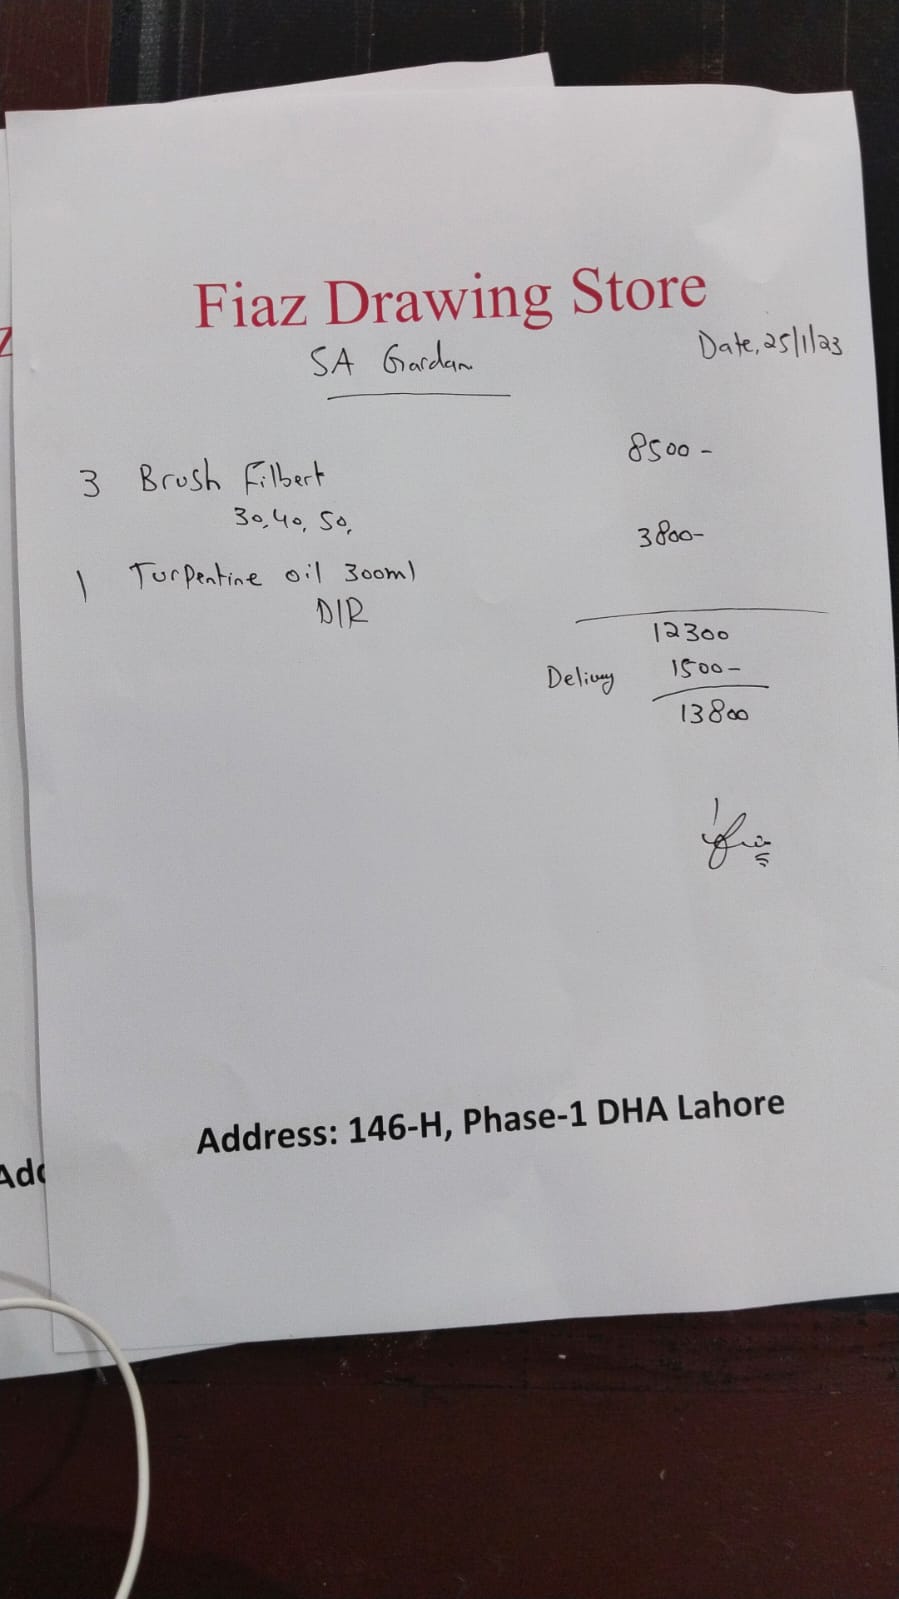 Fiaz Drawing Store
SA Gardan
Date, 25/1/23
3 Brush Filbert 8500-
30,40, 50,
1 Turpentine oil 300ml 3800-
DIR
12300
Delivry 1500-
13800
Address: 146-H, Phase-1 DHA Lahore
Z
Add